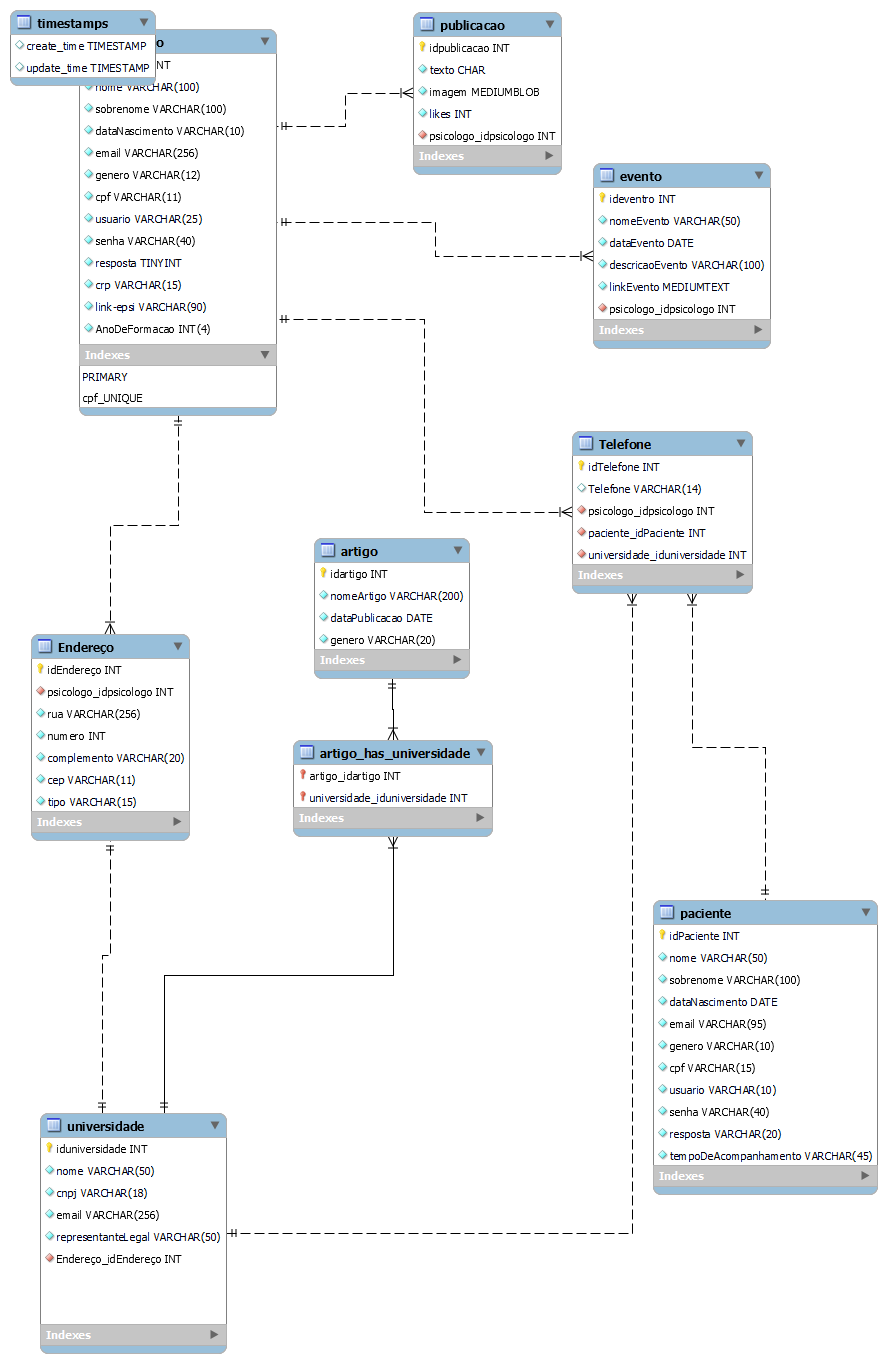 timestamps
create_time TIMESTAMP
update_time TIMESTAMP
o
INT
nome VARCHAR(100)
sobrenome VARCHAR(100)
dataNascimento VARCHAR(10)
email VARCHAR(256)
genero VARCHAR(12)
cpf VARCHAR(11)
usuario VARCHAR(25)
senha VARCHAR(40)
resposta TINYINT
crp VARCHAR(15)
link-epsi VARCHAR(90)
AnoDeFormacao INT(4)
Indexes
PRIMARY
cpf_UNIQUE
publicacao
idpublicacao INT
texto CHAR
imagem MEDIUMBLOB
likes INT
psicologo_idpsicologo INT
Indexes
evento
ideventro INT
nomeEvento VARCHAR(50)
dataEvento DATE
descricaoEvento VARCHAR(100)
linkEvento MEDIUMTEXT
psicologo_idpsicologo INT
Indexes
Telefone
idTelefone INT
Telefone VARCHAR(14)
psicologo_idpsicologo INT
paciente_idPaciente INT
universidade_iduniversidade INT
Indexes
artigo
idartigo INT
nomeArtigo VARCHAR(200)
dataPublicacao DATE
genero VARCHAR(20)
Indexes
Endereço
idEndereço INT
psicologo_idpsicologo INT
rua VARCHAR(256)
numero INT
complemento VARCHAR(20)
cep VARCHAR(11)
tipo VARCHAR(15)
Indexes
artigo_has_universidade
artigo_idartigo INT
universidade_iduniversidade INT
Indexes
paciente
idPaciente INT
nome VARCHAR(50)
sobrenome VARCHAR(100)
dataNascimento DATE
email VARCHAR(95)
genero VARCHAR(10)
cpf VARCHAR(15)
usuario VARCHAR(10)
senha VARCHAR(40)
resposta VARCHAR(20)
tempoDeAcompanhamento VARCHAR(45)
Indexes
universidade
iduniversidade INT
nome VARCHAR(50)
cnpj VARCHAR(18)
email VARCHAR(256)
representanteLegal VARCHAR(50)
Endereço_idEndereço INT
Indexes